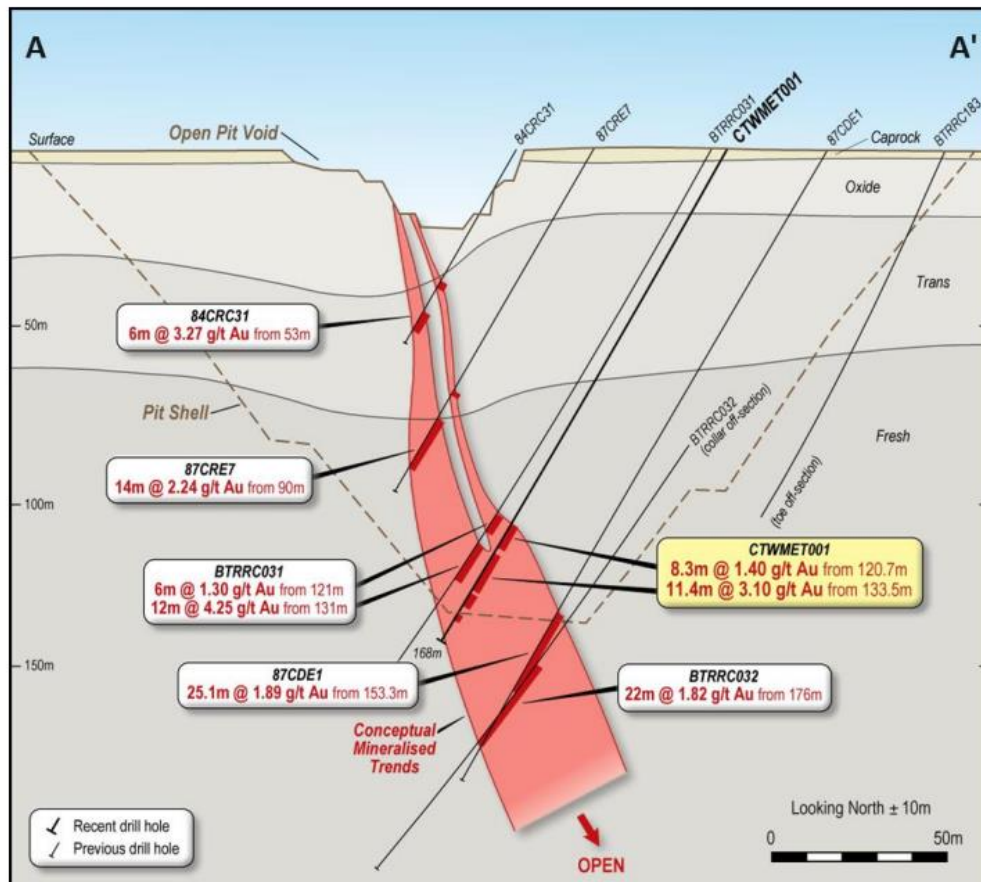 A
A'
84CRC31
87CRE7
BTRRC031
CTWMET001
87CDE1
BTRRC183
Surface
Open Pit Void
Caprock
Oxide
Trans
50m
84CRC31
6m @ 3.27 g/t Au from 53m
Pit Shell
BTRRC032
(collar off-section)
Fresh
87CRE7
14m @ 2.24 g/t Au from 90m
100m
(toe off-section)
BTRRC031
6m @ 1.30 g/t Au from 121m
12m @ 4.25 g/t Au from 131m
CTWMET001
8.3m @ 1.40 g/t Au from 120.7m
11.4m @ 3.10 g/t Au from 133.5m
168m
150m
87CDE1
25.1m @ 1.89 g/t Au from 153.3m
BTRRC032
22m @ 1.82 g/t Au from 176m
Conceptual
Mineralised
Trends
Recent drill hole
Previous drill hole
OPEN
Looking North ± 10m
0
50m